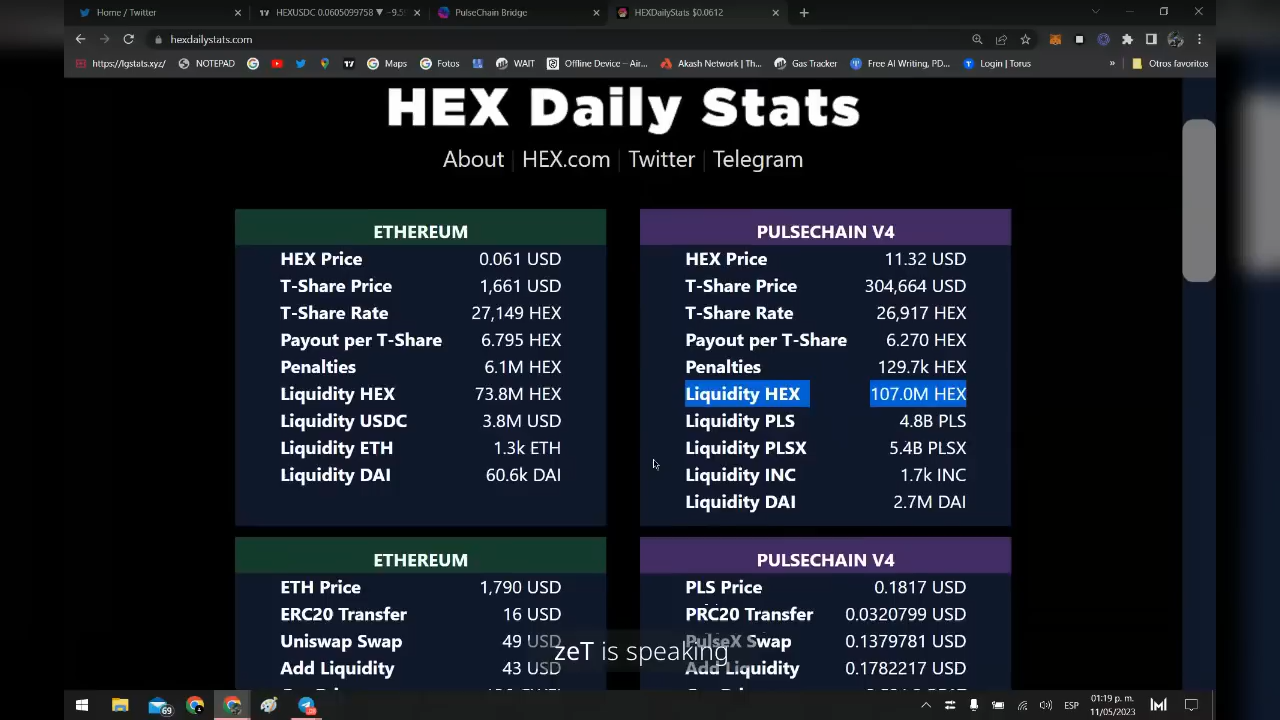 Home / Twitter
HEXUSDC 0.0605099758 ▼ −9.5
PulseChain Bridge
HEXDailyStats $0.0612
hexdailystats.com
https://lgstats.xyz/
NOTEPAD
Maps
Fotos
WAIT
Offline Device – Air...
Akash Network | Th...
Gas Tracker
Free AI Writing, PD...
Login | Torus
»
Otros favoritos
HEX Daily Stats
About | HEX.com | Twitter | Telegram
ETHEREUM
HEX Price 0.061 USD
T-Share Price 1,661 USD
T-Share Rate 27,149 HEX
Payout per T-Share 6.795 HEX
Penalties 6.1M HEX
Liquidity HEX 73.8M HEX
Liquidity USDC 3.8M USD
Liquidity ETH 1.3k ETH
Liquidity DAI 60.6k DAI
PULSECHAIN V4
HEX Price 11.32 USD
T-Share Price 304,664 USD
T-Share Rate 26,917 HEX
Payout per T-Share 6.270 HEX
Penalties 129.7k HEX
Liquidity HEX 107.0M HEX
Liquidity PLS 4.8B PLS
Liquidity PLSX 5.4B PLSX
Liquidity INC 1.7k INC
Liquidity DAI 2.7M DAI
ETHEREUM
ETH Price 1,790 USD
ERC20 Transfer 16 USD
Uniswap Swap 49 USD
Add Liquidity 43 USD
PULSECHAIN V4
PLS Price 0.1817 USD
PRC20 Transfer 0.0320799 USD
PulseX Swap 0.1379781 USD
Add Liquidity 0.1782217 USD
zeT is speaking
69
ESP
01:19 p. m.
11/05/2023